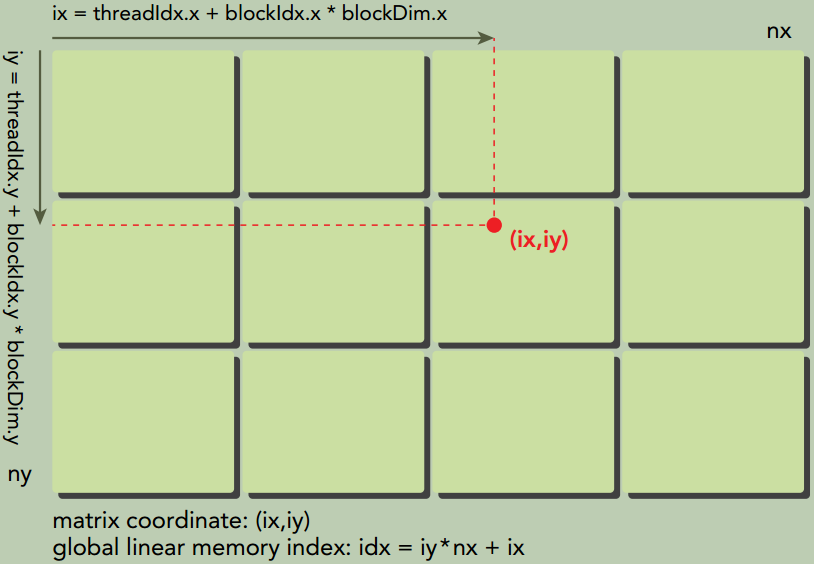 ix = threadIdx.x + blockIdx.x * blockDim.x
nx
iy = threadIdx.y + blockIdx.y * blockDim.y
(ix,iy)
ny
matrix coordinate: (ix,iy)
global linear memory index: idx = iy*nx + ix